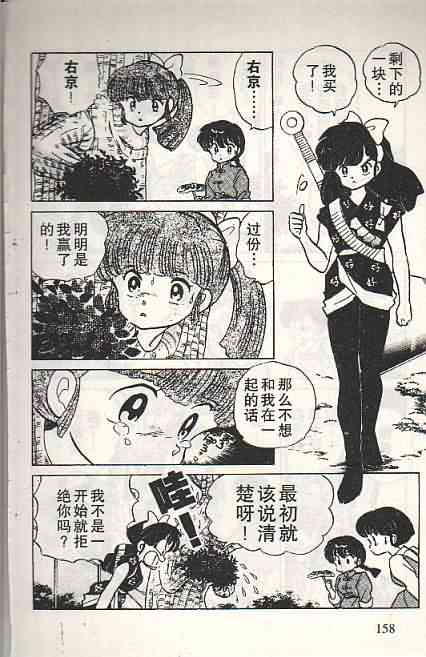 剩下的
一块…
我买
了！
右京……
右京！
过份…
明明是
我赢了
的！
那么不想
和我在一
起的话
最初就
该说清
楚呀！
哇！
我不是一
开始就拒
绝你吗？
158